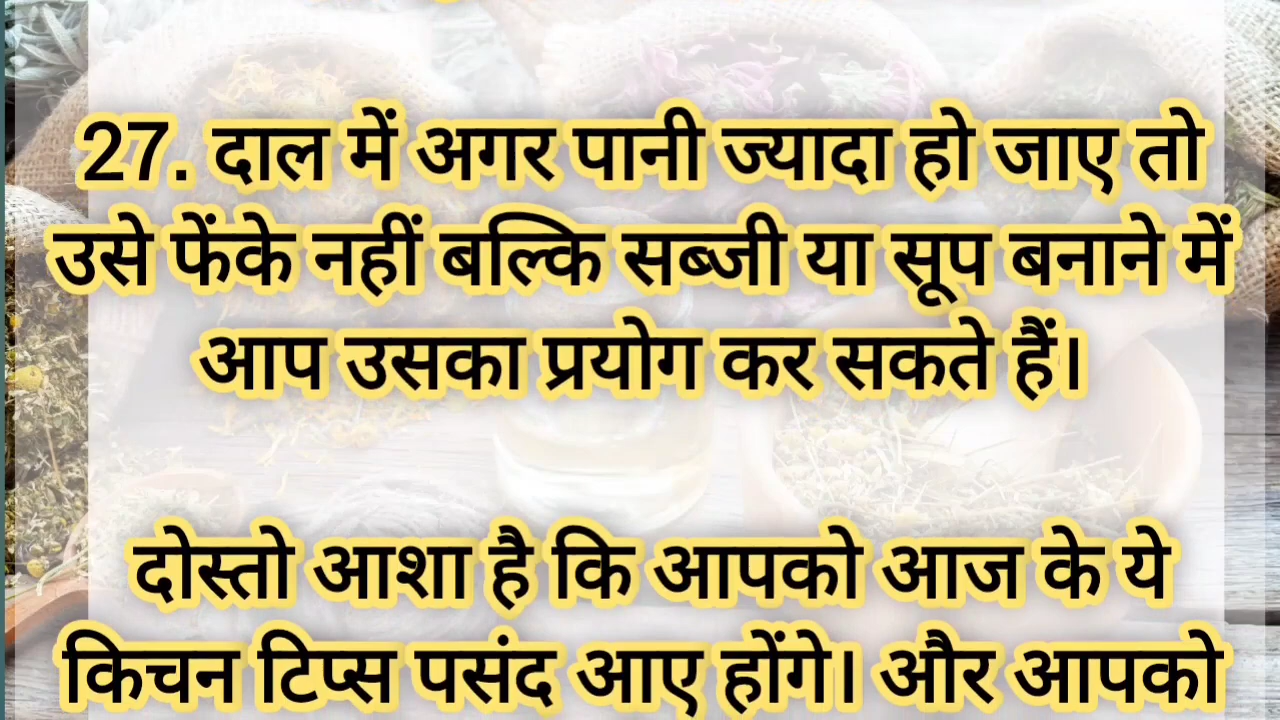 27. दाल में अगर पानी ज्यादा हो जाए तो
उसे फेंके नहीं बल्कि सब्जी या सूप बनाने में
आप उसका प्रयोग कर सकते हैं।
दोस्तो आशा है कि आपको आज के ये
किचन टिप्स पसंद आए होंगे। और आपको